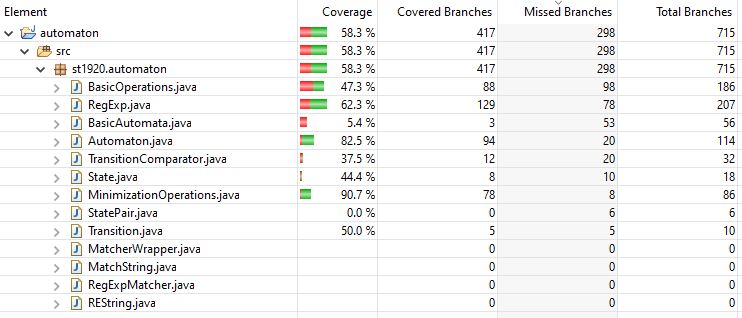 Element Coverage Covered Branches Missed Branches Total Branches
automaton 58.3 % 417 298 715
src 58.3 % 417 298 715
st1920.automaton 58.3 % 417 298 715
BasicOperations.java 47.3 % 88 98 186
RegExp.java 62.3 % 129 78 207
BasicAutomata.java 5.4 % 3 53 56
Automaton.java 82.5 % 94 20 114
TransitionComparator.java 37.5 % 12 20 32
State.java 44.4 % 8 10 18
MinimizationOperations.java 90.7 % 78 8 86
StatePair.java 0.0 % 0 6 6
Transition.java 50.0 % 5 5 10
MatcherWrapper.java 0 0 0
MatchString.java 0 0 0
RegExpMatcher.java 0 0 0
REString.java 0 0 0